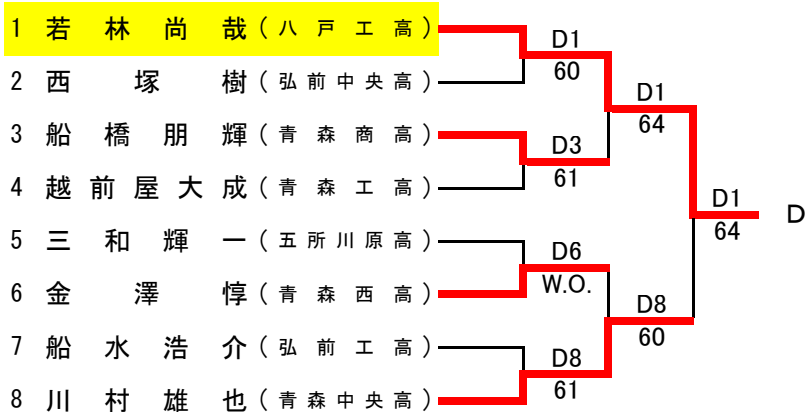 1 若林尚哉(八戸工高)
2 西塚樹(弘前中央高)
3 船橋朋輝(青森商高)
4 越前屋大成(青森工高)
5 三和輝一(五所川原高)
6 金澤惇(青森西高)
7 船水浩介(弘前工高)
8 川村雄也(青森中央高)
D1
60
D3
61
D6
W.O.
D8
61
D1
64
D8
60
D1
64
D